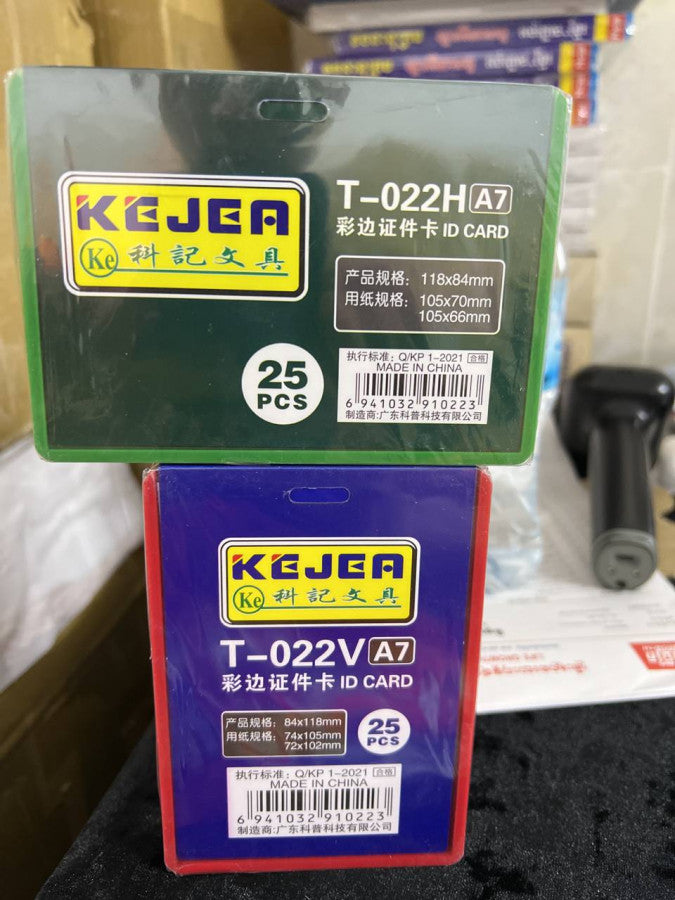 KEJEA
Ke 科記文具
T-022H A7
彩边证件卡 ID CARD
产品规格: 118x84mm
用纸规格: 105x70mm
105x66mm
25
PCS
执行标准: Q/KP 1-2021 合格
MADE IN CHINA
6 941032 910223
制造商:广东科普科技有限公司
KEJEA
Ke 科記文具
T-022V A7
彩边证件卡 ID CARD
产品规格: 84x118mm
用纸规格: 74x105mm
72x102mm
25
PCS
执行标准: Q/KP 1-2021 合格
MADE IN CHINA
6 941032 910223
制造商:广东科普科技有限公司